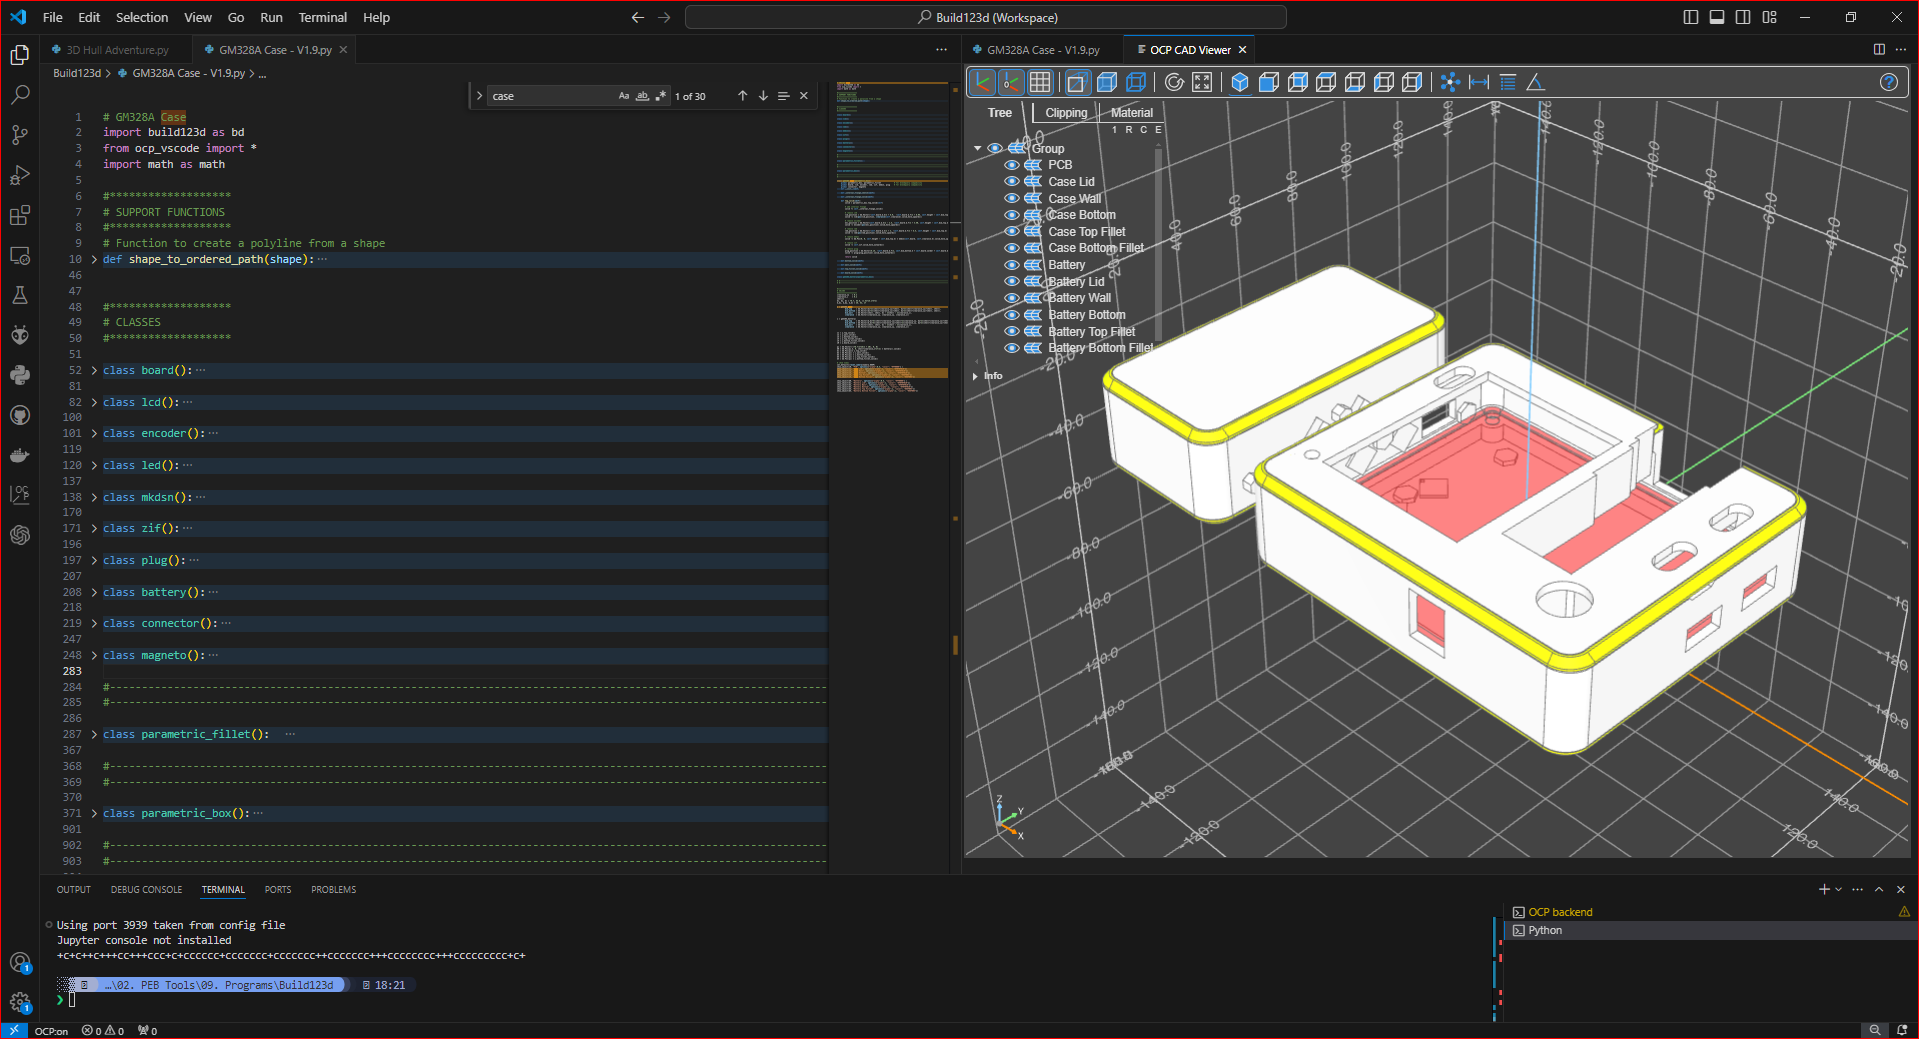 File Edit Selection View Go Run Terminal Help
Build123d (Workspace)
3D Hull Adventure.py
GM328A Case - V1.9.py
GM328A Case - V1.9.py
OCP CAD Viewer
Build123d > GM328A Case - V1.9.py > ...
case
Aa ab .*
1 of 30
1 # GM328A Case
2 import build123d as bd
3 from ocp_vscode import *
4 import math as math
5
6 #*******************
7 # SUPPORT FUNCTIONS
8 #*******************
9 # Function to create a polyline from a shape
10 def shape_to_ordered_path(shape):···
46
47
48 #*******************
49 # CLASSES
50 #*******************
51
52 class board():···
81
82 class lcd():···
100
101 class encoder():···
119
120 class led():···
137
138 class mkdsn():···
170
171 class zif():···
196
197 class plug():···
207
208 class battery():···
218
219 class connector():···
247
248 class magneto():···
283
284 #----------------------------------------------------------------
285 #----------------------------------------------------------------
286
287 class parametric_fillet(): ···
367
368 #----------------------------------------------------------------
369 #----------------------------------------------------------------
370
371 class parametric_box():···
901
902 #----------------------------------------------------------------
903 #----------------------------------------------------------------
Tree Clipping Material
1 R C E
Group
PCB
Case Lid
Case Wall
Case Bottom
Case Top Fillet
Case Bottom Fillet
Battery
Battery Lid
Battery Wall
Battery Bottom
Battery Top Fillet
Battery Bottom Fillet
Info
-20.0
-40.0
-60.0
-80.0
-100.0
-120.0
-140.0
-160.0
-140.0
-120.0
40.0
60.0
80.0
100.0
120.0
-140.0
-120.0
-100.0
-80.0
-60.0
-40.0
-20.0
140.0
120.0
Z
Y
X
OUTPUT DEBUG CONSOLE TERMINAL PORTS PROBLEMS
Using port 3939 taken from config file
Jupyter console not installed
+c+c++c+++cc+++ccc+c+cccccc+ccccccc+ccccccc++ccccccc+++cccccccc+++ccccccccc+c+
…\02. PEB Tools\09. Programs\Build123d
18:21
OCP backend
Python
1
1
OCP:on
0 0
0